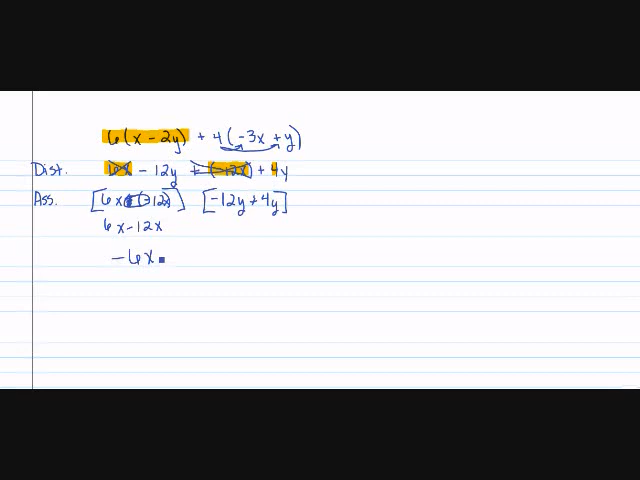 6(x - 2y) + 4(-3x + y)
Dist. 6x - 12y + (-12x) + 4y
Ass. [6x + (-12x)] [-12y + 4y]
6x - 12x
-6x